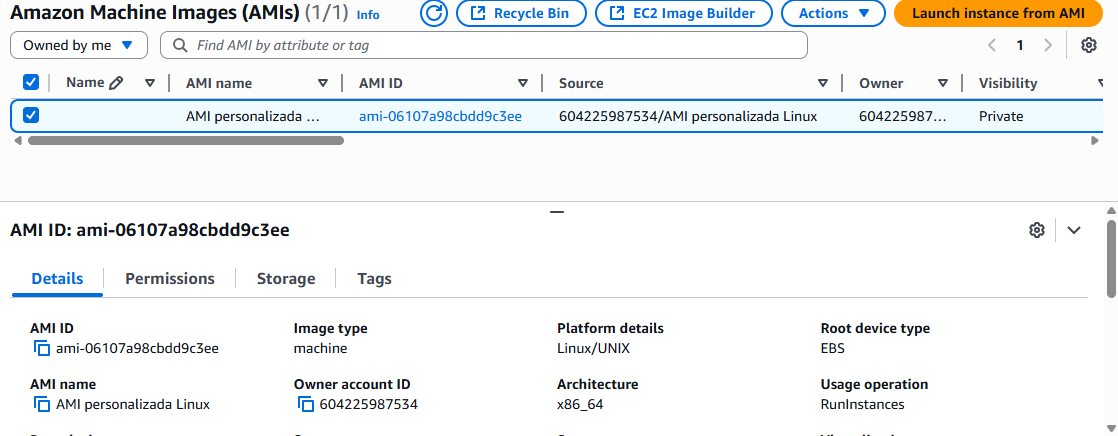 Amazon Machine Images (AMIs) (1/1) Info
Recycle Bin
EC2 Image Builder
Actions
Launch instance from AMI
Owned by me
Find AMI by attribute or tag
1
Name
AMI name
AMI ID
Source
Owner
Visibility
AMI personalizada ...
ami-06107a98cbdd9c3ee
604225987534/AMI personalizada Linux
604225987...
Private
AMI ID: ami-06107a98cbdd9c3ee
Details
Permissions
Storage
Tags
AMI ID
Image type
Platform details
Root device type
ami-06107a98cbdd9c3ee
machine
Linux/UNIX
EBS
AMI name
Owner account ID
Architecture
Usage operation
AMI personalizada Linux
604225987534
x86_64
RunInstances